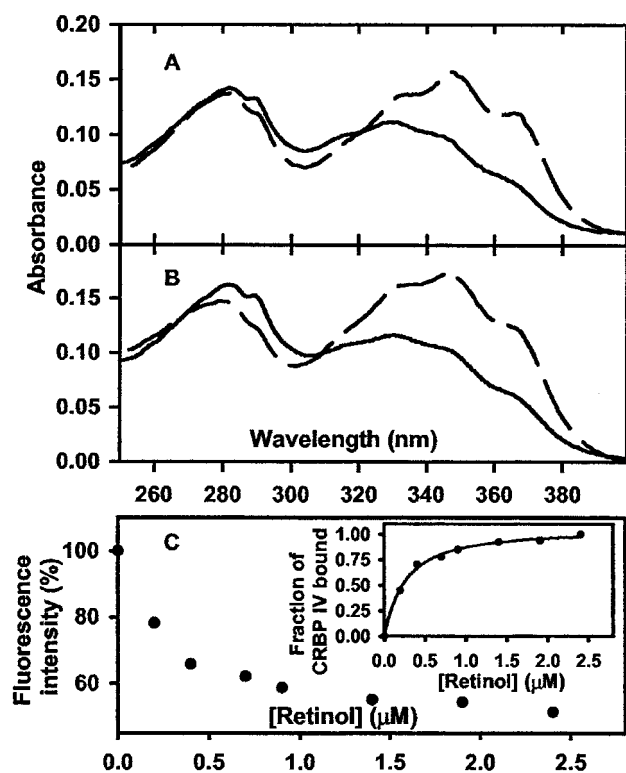 0.20
A
0.15
0.10
0.05
0.00
Absorbance
B
0.15
0.10
0.05
0.00
Wavelength (nm)
260 280 300 320 340 360 380
C
100
80
60
Fluorescence
intensity (%)
[Retinol] (μM)
0.0 0.5 1.0 1.5 2.0 2.5
1.00
0.75
0.50
0.25
0.00
Fraction of
CRBP IV bound
0.0 0.5 1.0 1.5 2.0 2.5
[Retinol] (μM)